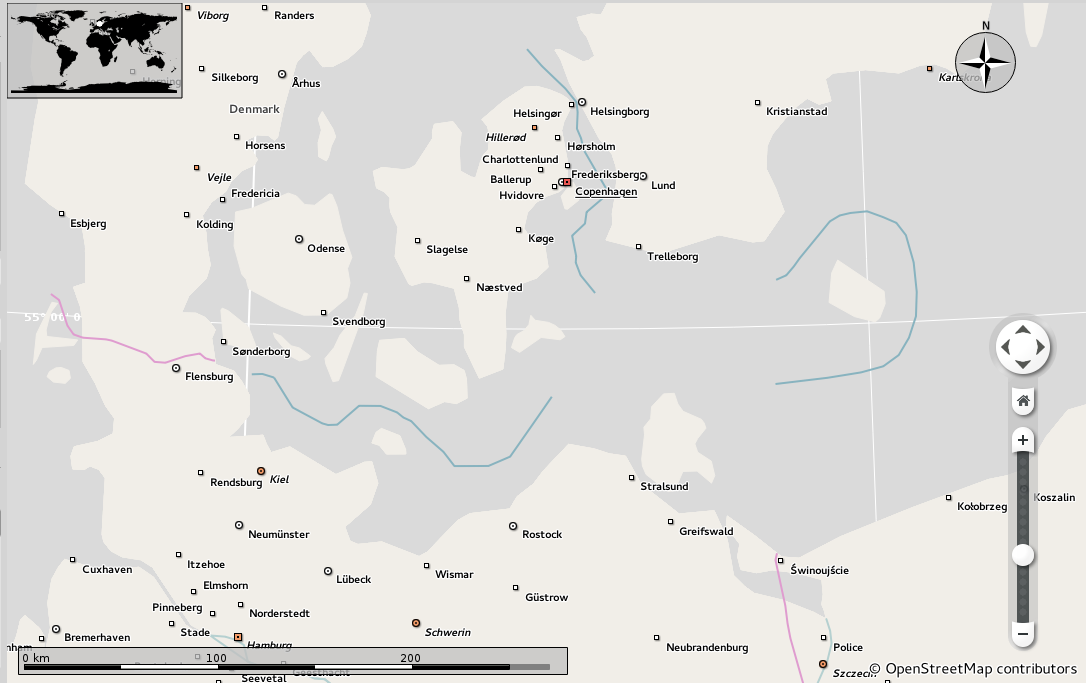 Viborg
Randers
N
Silkeborg
Århus
Herning
Karlskrona
Denmark
Helsingør
Helsingborg
Kristianstad
Hillerød
Horsens
Hørsholm
Charlottenlund
Vejle
Ballerup
Frederiksberg
Lund
Fredericia
Hvidovre
Copenhagen
Esbjerg
Kolding
Køge
Odense
Slagelse
Trelleborg
Næstved
55° 00' 0
Svendborg
Sønderborg
Flensburg
Rendsburg
Kiel
Stralsund
Kołobrzeg
Koszalin
Neumünster
Rostock
Greifswald
Cuxhaven
Itzehoe
Lübeck
Wismar
Świnoujście
Elmshorn
Güstrow
Pinneberg
Norderstedt
Stade
Schwerin
Bremerhaven
Hamburg
Neubrandenburg
Police
0 km
100
200
Geesthacht
Seevetal
Szczecin
© OpenStreetMap contributors